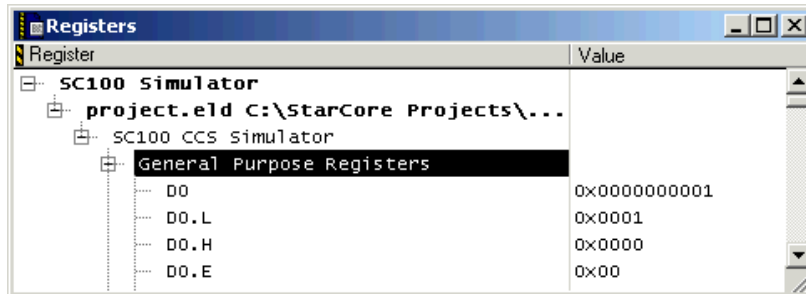 Registers
Register Value
SC100 Simulator
project.eld C:\StarCore Projects\...
SC100 CCS Simulator
General Purpose Registers
D0 0x0000000001
D0.L 0x0001
D0.H 0x0000
D0.E 0x00